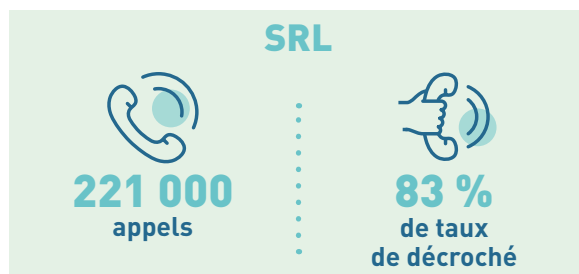 SRL
221 000
appels
83 %
de taux
de décroché